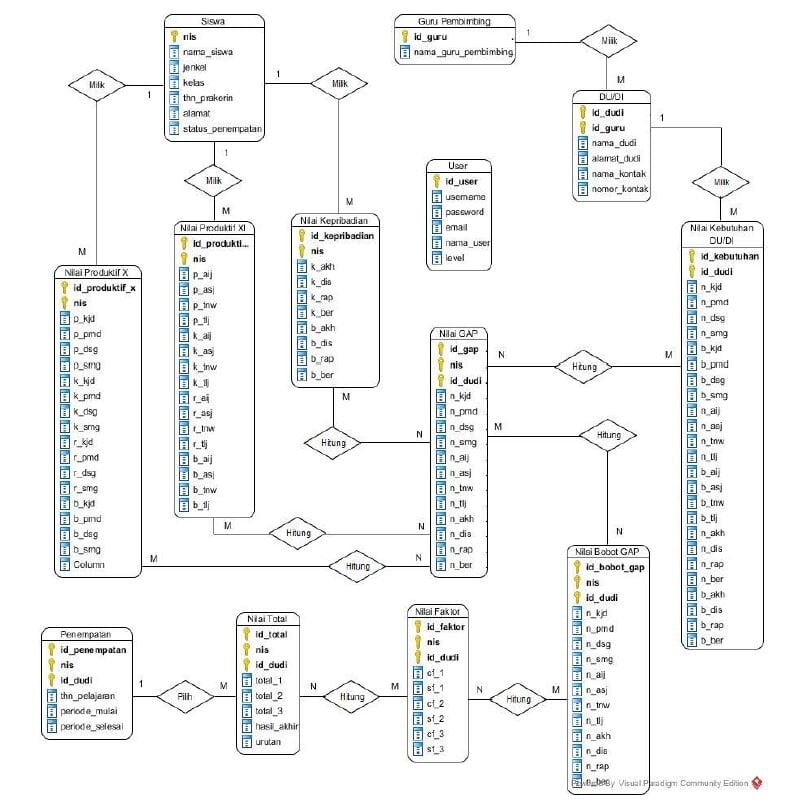 Siswa
nis
nama_siswa
jenkel
kelas
thn_prakerin
alamat
status_penempatan
Guru Pembimbing
id_guru
nama_guru_pembimbing
1
Milik
M
DU/DI
id_dudi
id_guru
nama_dudi
alamat_dudi
nama_kontak
nomor_kontak
1
Milik
M
Milik
1
M
1
Milik
M
1
Milik
M
User
id_user
username
password
email
nama_user
level
Nilai Produktif X
id_produktif_x
nis
p_kjd
p_pmd
p_dsg
p_smg
k_kjd
k_pmd
k_dsg
k_smg
r_kjd
r_pmd
r_dsg
r_smg
b_kjd
b_pmd
b_dsg
b_smg
Column
Nilai Produktif XI
id_produkti...
nis
p_aij
p_asj
p_tnw
p_tlj
k_aij
k_asj
k_tnw
k_tlj
r_aij
r_asj
r_tnw
r_tlj
b_aij
b_asj
b_tnw
b_tlj
Nilai Kepribadian
id_kepribadian
nis
k_akh
k_dis
k_rap
k_ber
b_akh
b_dis
b_rap
b_ber
M
Hitung
N
Nilai GAP
id_gap
nis
id_dudi
n_kjd
n_pmd
n_dsg
n_smg
n_aij
n_asj
n_tnw
n_tlj
n_akh
n_dis
n_rap
n_ber
N
Hitung
M
M
Hitung
N
M
Hitung
N
M
Hitung
N
Nilai Kebutuhan
DU/DI
id_kebutuhan
id_dudi
n_kjd
n_pmd
n_dsg
n_smg
b_kjd
b_pmd
b_dsg
b_smg
n_aij
n_asj
n_tnw
n_tlj
b_aij
b_asj
b_tnw
b_tlj
n_akh
n_dis
n_rap
n_ber
b_akh
b_dis
b_rap
b_ber
Nilai Bobot GAP
id_bobot_gap
nis
id_dudi
n_kjd
n_pmd
n_dsg
n_smg
n_aij
n_asj
n_tnw
n_tlj
n_akh
n_dis
n_rap
n_ber
Penempatan
id_penempatan
nis
id_dudi
thn_pelajaran
periode_mulai
periode_selesai
1
Pilih
M
Nilai Total
id_total
nis
id_dudi
total_1
total_2
total_3
hasil_akhir
urutan
N
Hitung
M
Nilai Faktor
id_faktor
nis
id_dudi
cf_1
sf_1
cf_2
sf_2
cf_3
sf_3
N
Hitung
M
Powered By Visual Paradigm Community Edition